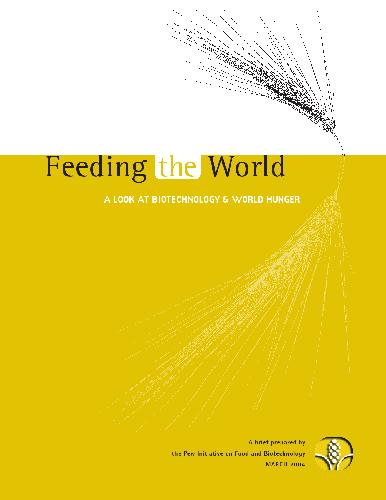 Feeding the World
A LOOK AT BIOTECHNOLOGY & WORLD HUNGER
A brief prepared by
the Pew Initiative on Food and Biotechnology
MARCH 2004